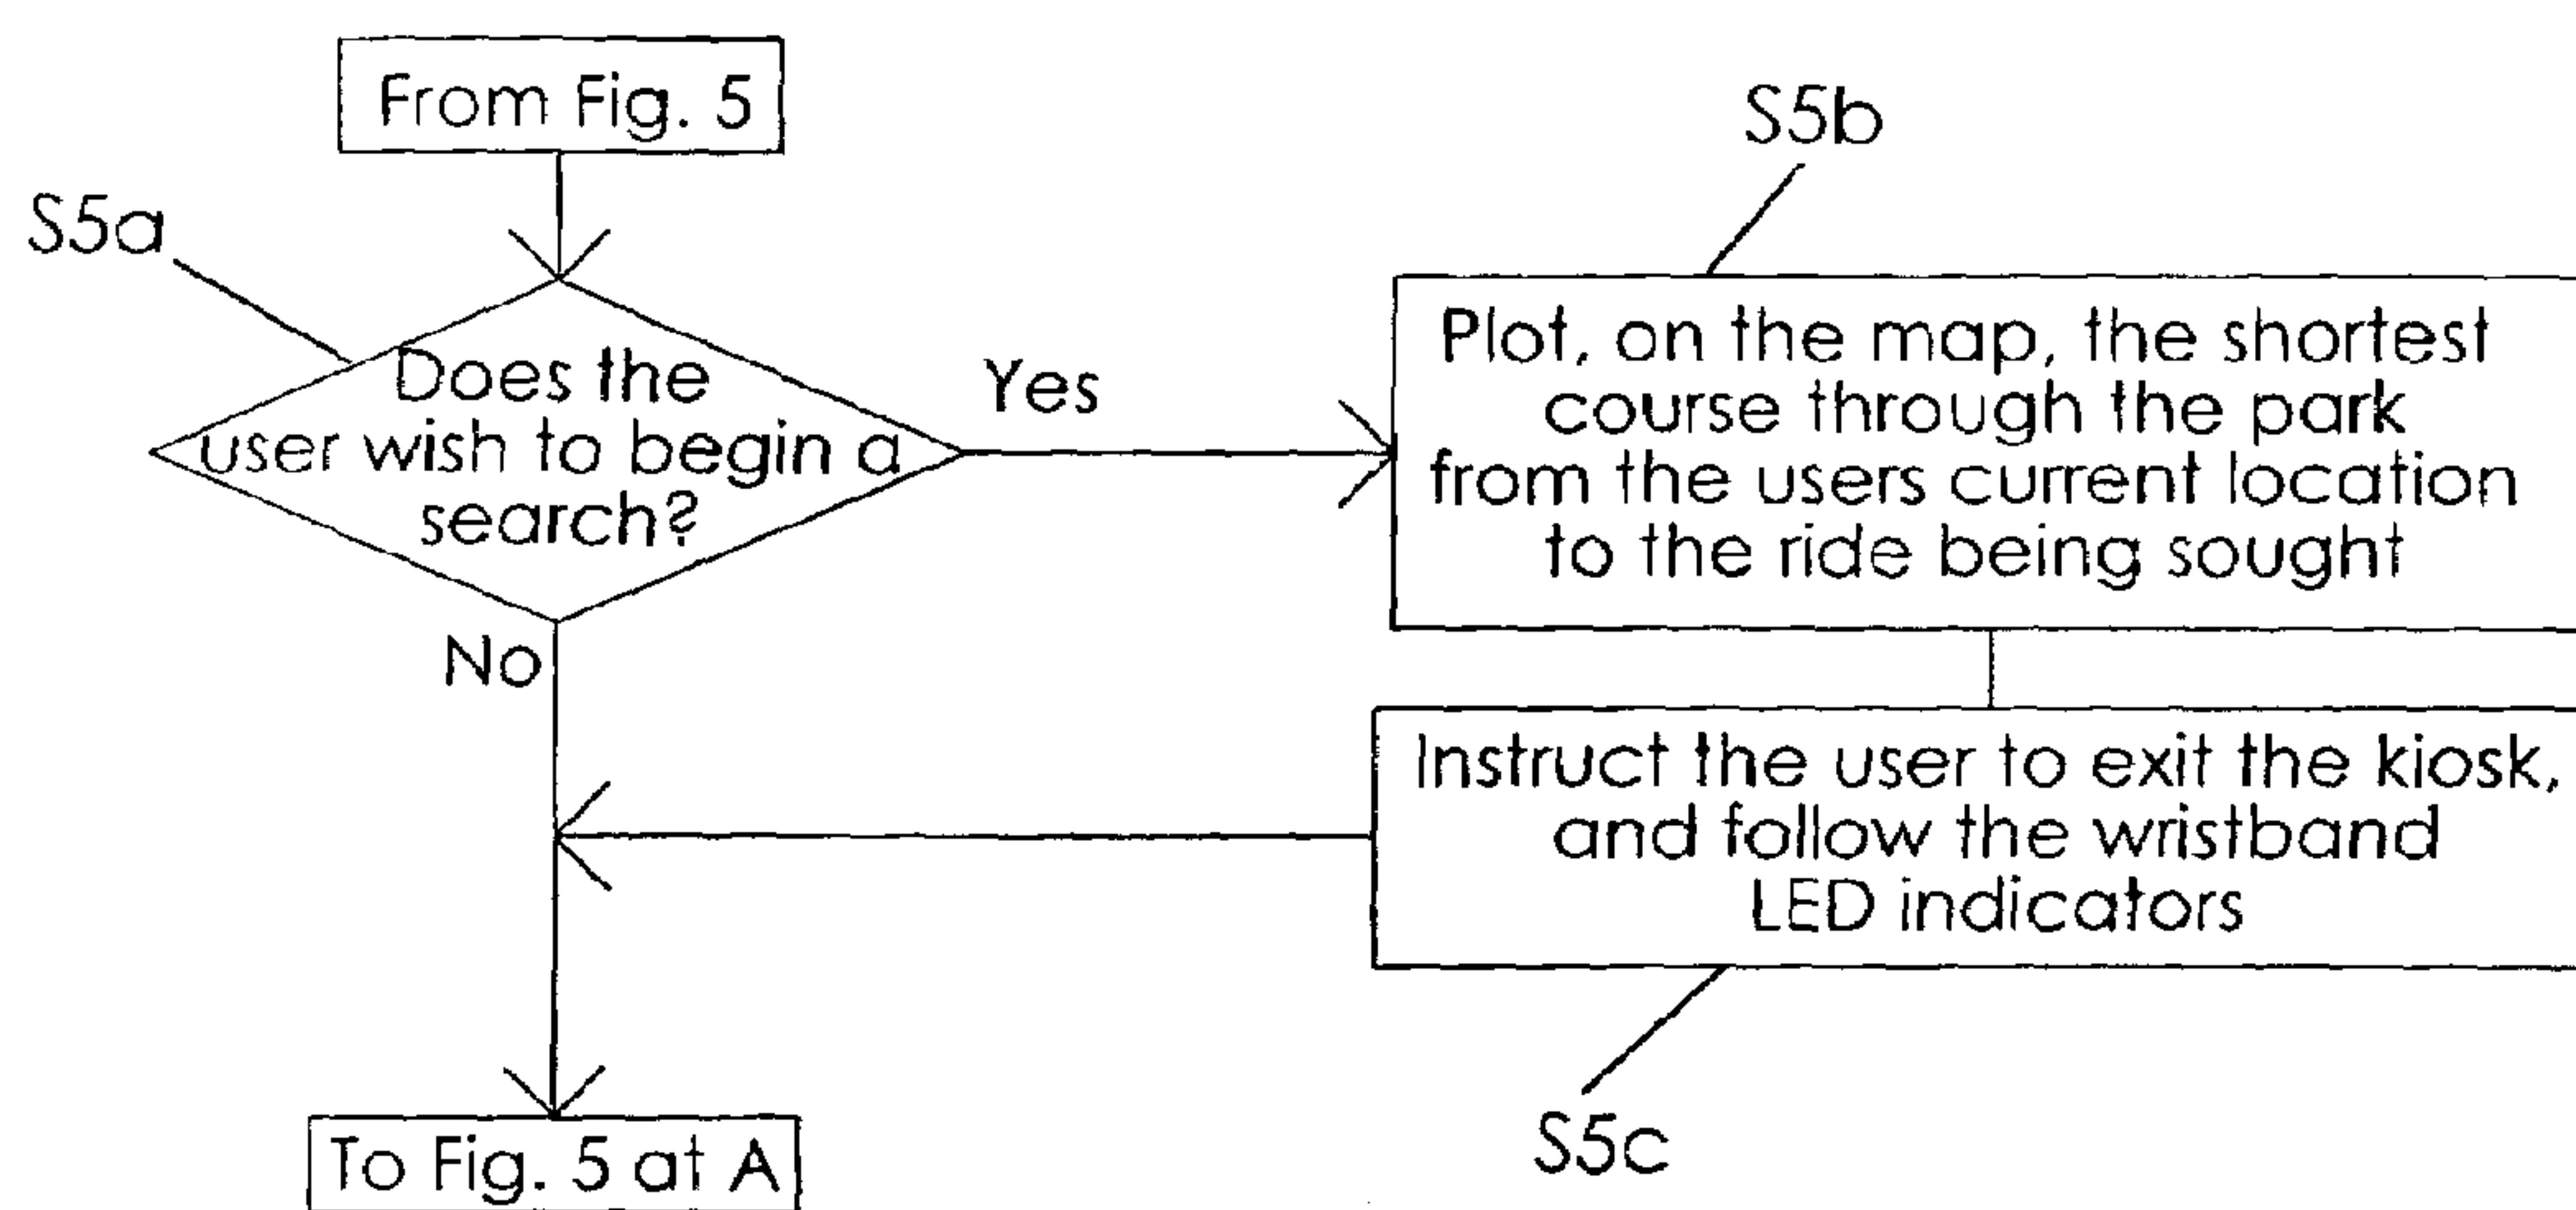 From Fig. 5
S5b
S5a
Does the
user wish to begin a
search?
Yes
Plot, on the map, the shortest
course through the park
from the users current location
to the ride being sought
No
Instruct the user to exit the kiosk,
and follow the wristband
LED indicators
To Fig. 5 at A
S5c